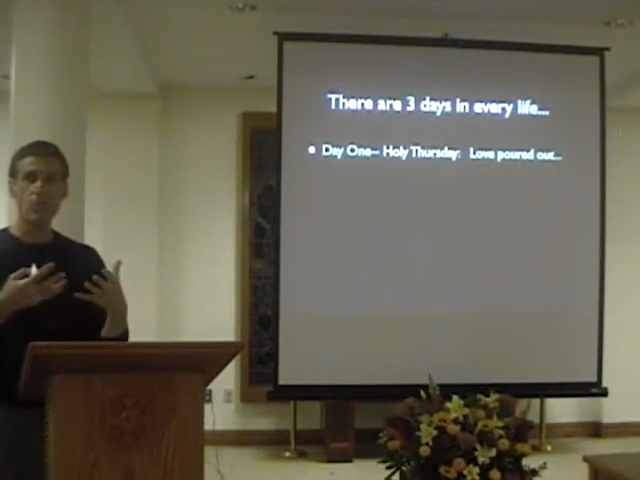 There are 3 days in every life...
• Day One-- Holy Thursday: Love poured out...